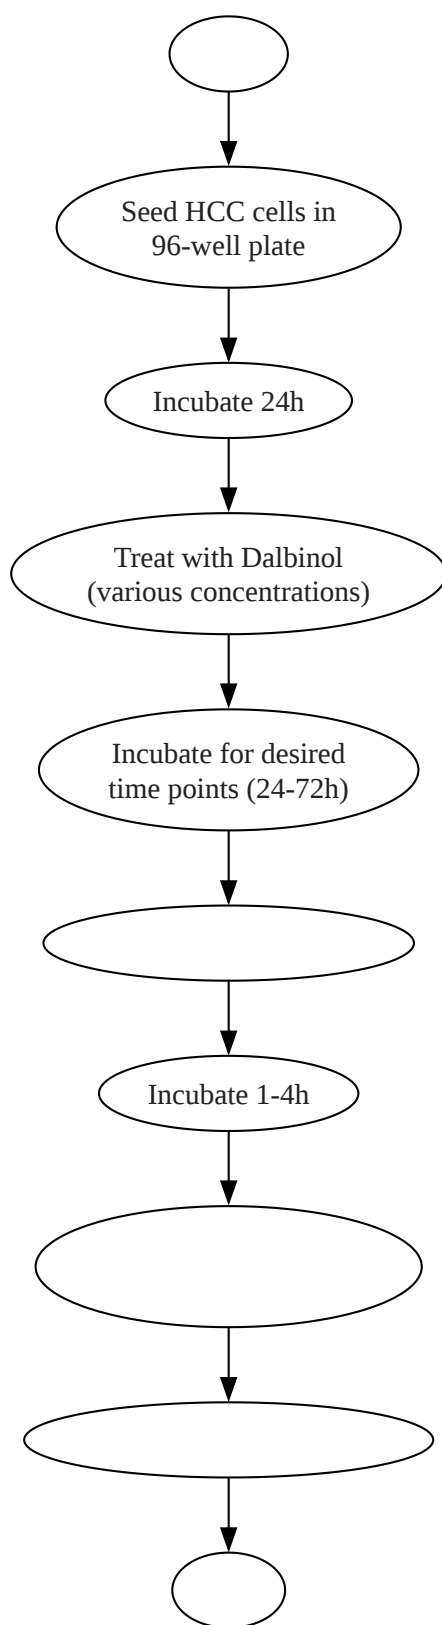 Seed HCC cells in
96-well plate
Incubate 24h
Treat with Dalbinol
(various concentrations)
Incubate for desired
time points (24-72h)
Incubate 1-4h